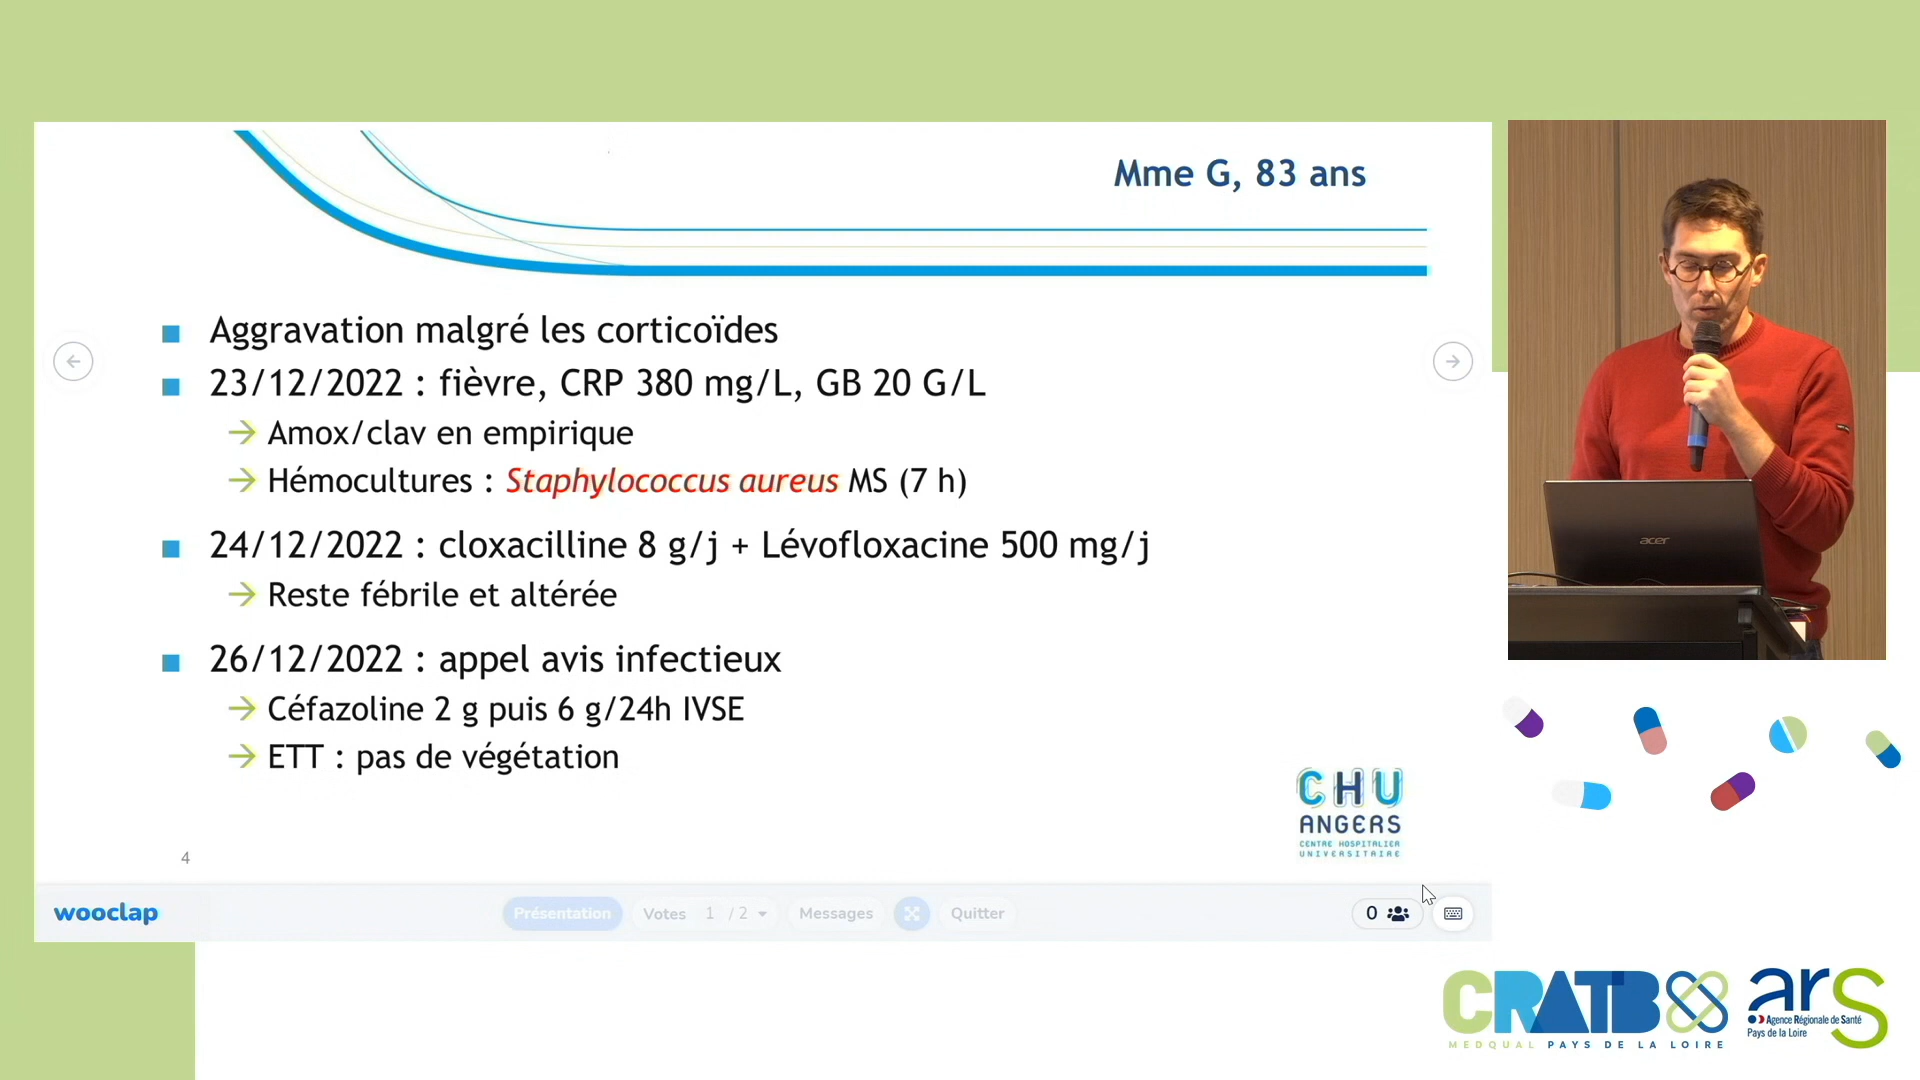 Mme G, 83 ans
Aggravation malgré les corticoïdes
23/12/2022 : fièvre, CRP 380 mg/L, GB 20 G/L
Amox/clav en empirique
Hémocultures : Staphylococcus aureus MS (7 h)
24/12/2022 : cloxacilline 8 g/j + Lévofloxacine 500 mg/j
Reste fébrile et altérée
26/12/2022 : appel avis infectieux
Céfazoline 2 g puis 6 g/24h IVSE
ETT : pas de végétation
CHU
ANGERS
CENTRE HOSPITALIER
UNIVERSITAIRE
4
wooclap
Présentation
Votes 1 / 2
Messages
Quitter
0
acer
CRATB
MEDQUAL PAYS DE LA LOIRE
ars
Agence Régionale de Santé
Pays de la Loire